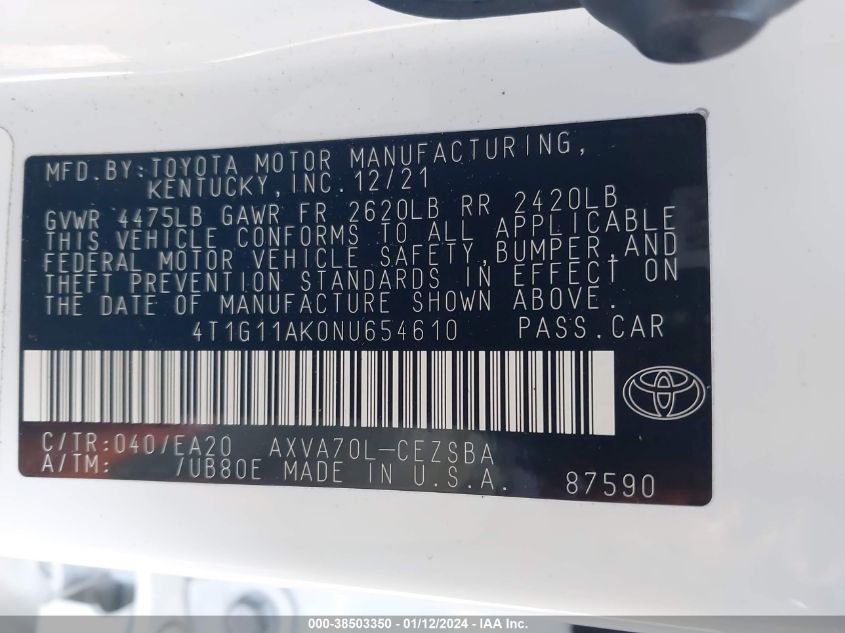 MFD.BY:TOYOTA MOTOR MANUFACTURING,
KENTUCKY,INC.12/21
GVWR 4475LB GAWR FR 2620LB RR 2420LB
THIS VEHICLE CONFORMS TO ALL APPLICABLE
FEDERAL MOTOR VEHICLE SAFETY,BUMPER,AND
THEFT PREVENTION STANDARDS IN EFFECT ON
THE DATE OF MANUFACTURE SHOWN ABOVE.
4T1G11AK0NU654610 PASS.CAR
C/TR:040/EA20 AXVA70L-CEZSBA
A/TM: /UB80E MADE IN U.S.A. 87590
000-38503350 - 01/12/2024 - IAA Inc.